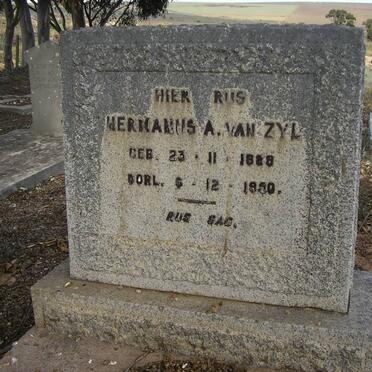 HIER RUS
HERMANUS A. VAN ZYL
GEB. 23 - 11 - 1888
OORL. 6 - 12 - 1950.
RUS SAG.